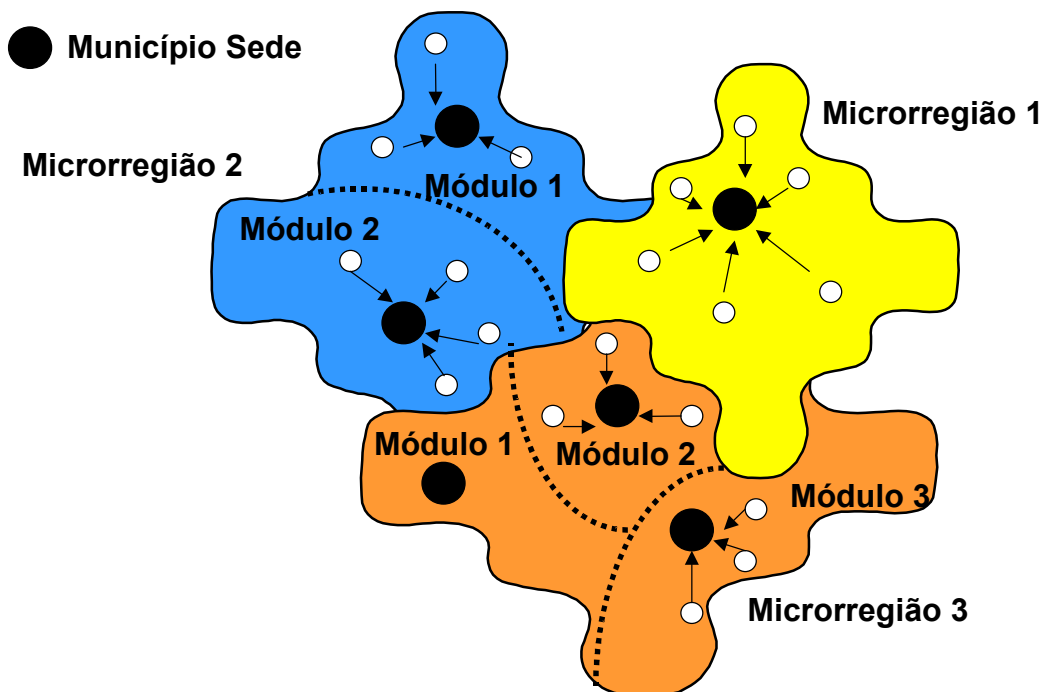 Município Sede
Microrregião 1
Microrregião 2
Módulo 1
Módulo 2
Módulo 1
Módulo 2
Módulo 3
Microrregião 3